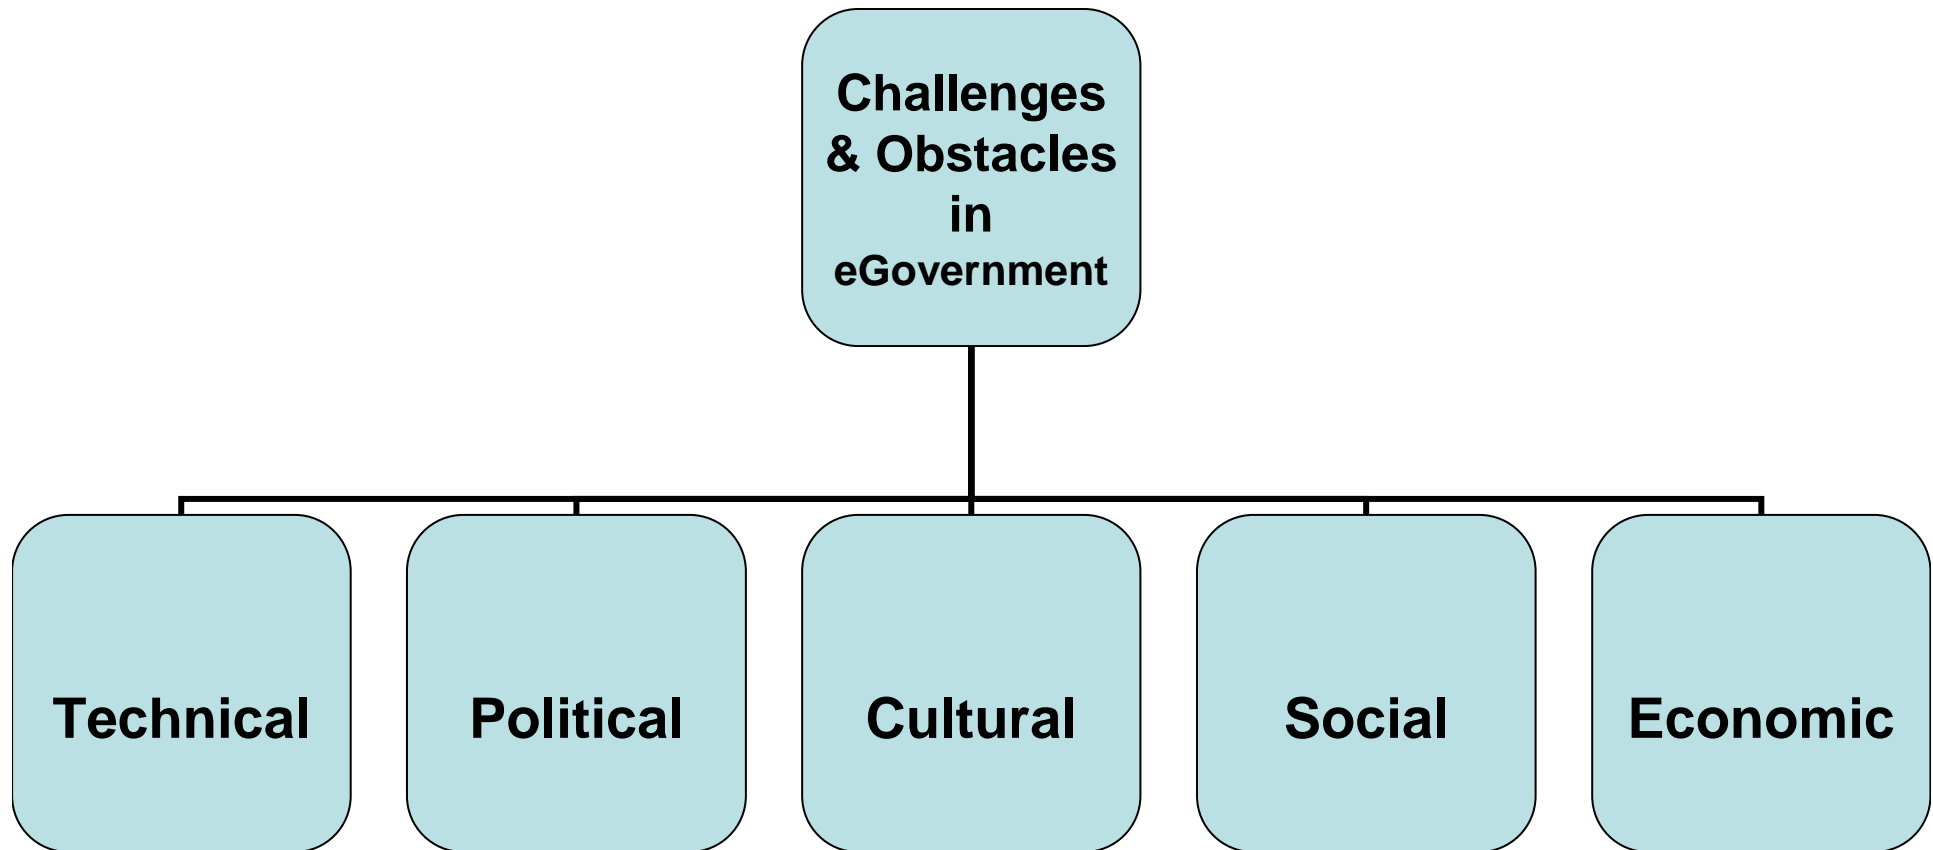 Challenges
& Obstacles
in
eGovernment
Technical
Political
Cultural
Social
Economic